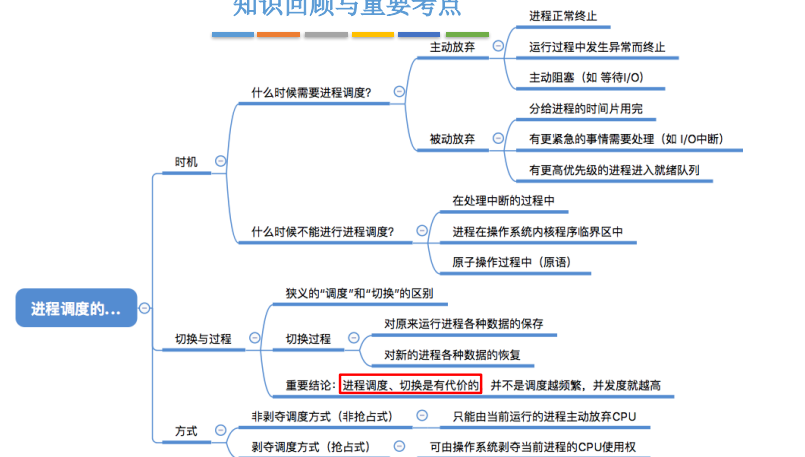 知识回顾与重要考点
进程调度的...
时机
什么时候需要进程调度？
主动放弃
进程正常终止
运行过程中发生异常而终止
主动阻塞（如 等待I/O）
被动放弃
分给进程的时间片用完
有更紧急的事情需要处理（如 I/O中断）
有更高优先级的进程进入就绪队列
什么时候不能进行进程调度？
在处理中断的过程中
进程在操作系统内核程序临界区中
原子操作过程中（原语）
切换与过程
狭义的“调度”和“切换”的区别
切换过程
对原来运行进程各种数据的保存
对新的进程各种数据的恢复
重要结论：进程调度、切换是有代价的 并不是调度越频繁，并发度就越高
方式
非剥夺调度方式（非抢占式）
只能由当前运行的进程主动放弃CPU
剥夺调度方式（抢占式）
可由操作系统剥夺当前进程的CPU使用权